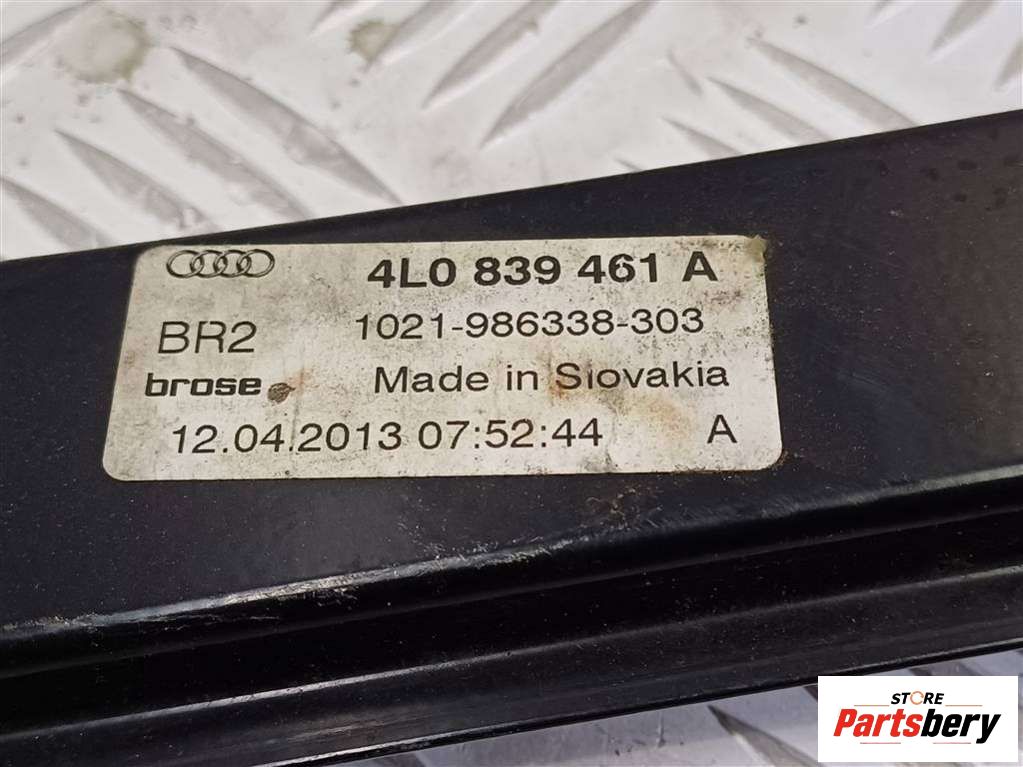 4L0 839 461 A
BR2 1021-986338-303
brose Made in Slovakia
12.04.2013 07:52:44 A
STORE
Partsbery